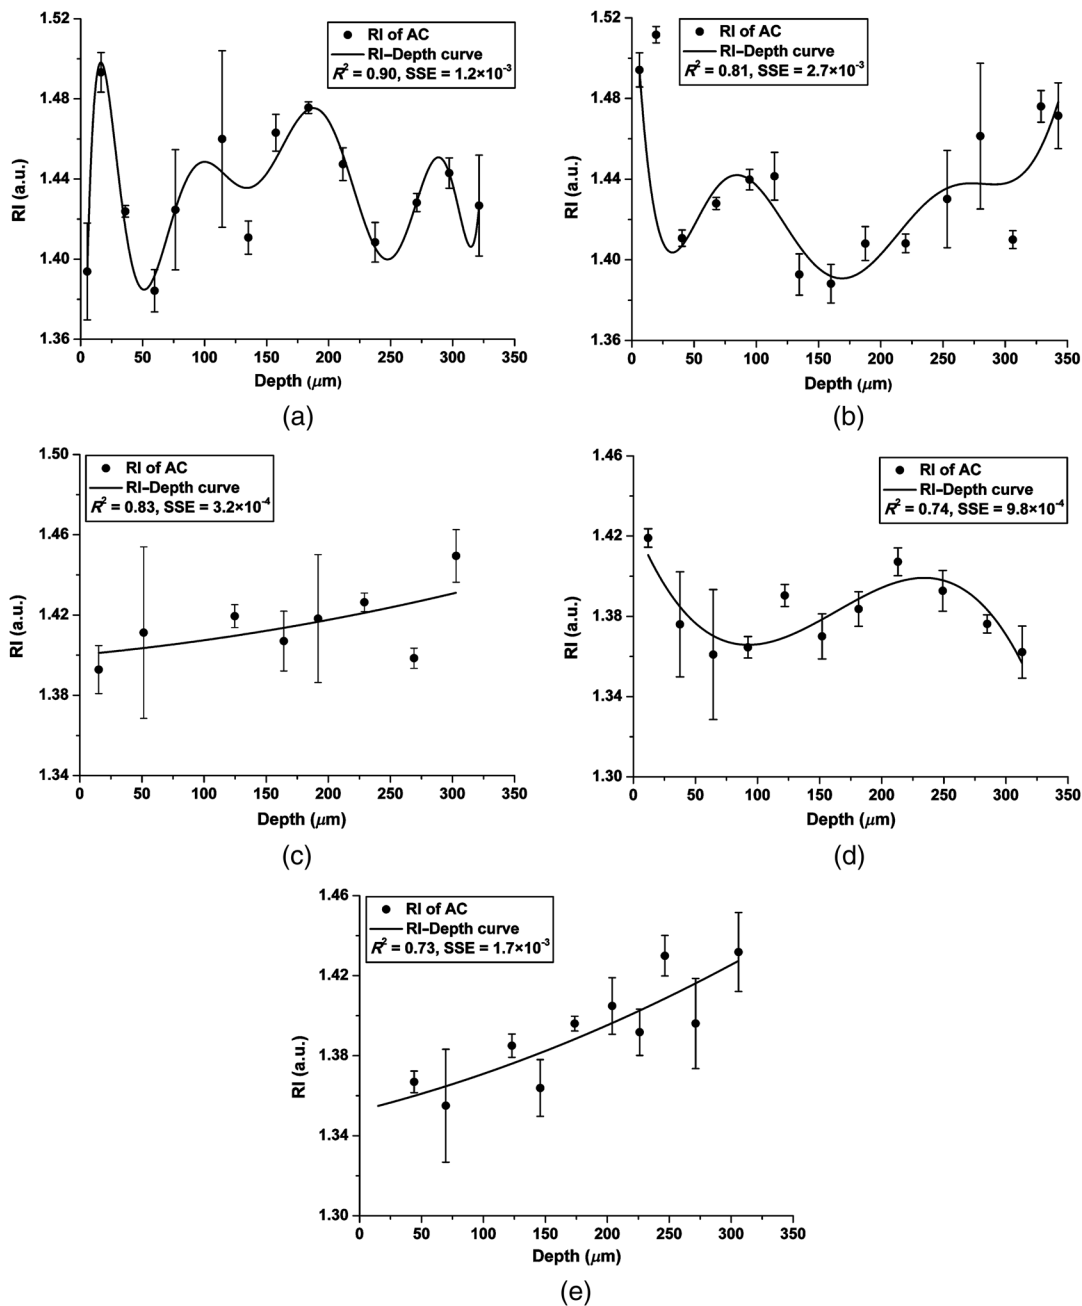 1.52
1.48
1.44
1.40
1.36
RI (a.u.)
RI of AC
RI–Depth curve
R² = 0.90, SSE = 1.2×10⁻³
0 50 100 150 200 250 300 350
Depth (μm)
(a)
1.52
1.48
1.44
1.40
1.36
RI (a.u.)
RI of AC
RI–Depth curve
R² = 0.81, SSE = 2.7×10⁻³
0 50 100 150 200 250 300 350
Depth (μm)
(b)
1.50
1.46
1.42
1.38
1.34
RI (a.u.)
RI of AC
RI–Depth curve
R² = 0.83, SSE = 3.2×10⁻⁴
0 50 100 150 200 250 300 350
Depth (μm)
(c)
1.46
1.42
1.38
1.34
1.30
RI (a.u.)
RI of AC
RI–Depth curve
R² = 0.74, SSE = 9.8×10⁻⁴
0 50 100 150 200 250 300 350
Depth (μm)
(d)
1.46
1.42
1.38
1.34
1.30
RI (a.u.)
RI of AC
RI–Depth curve
R² = 0.73, SSE = 1.7×10⁻³
0 50 100 150 200 250 300 350
Depth (μm)
(e)